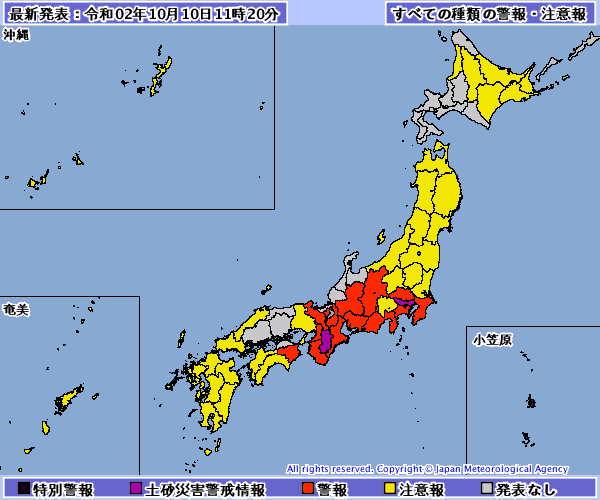 最新発表：令和02年10月10日11時20分
すべての種類の警報・注意報
沖縄
奄美
小笠原
All rights reserved. Copyright © Japan Meteorological Agency
特別警報 土砂災害警戒情報 警報 注意報 発表なし